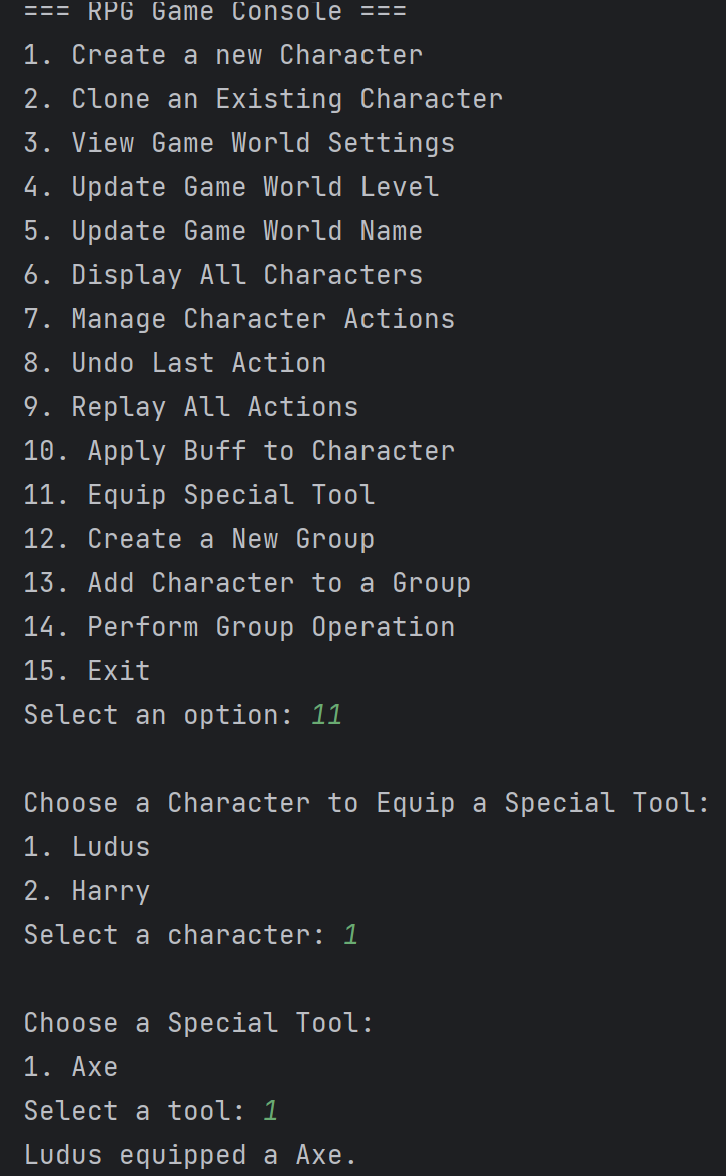 === RPG Game Console ===
1. Create a new Character
2. Clone an Existing Character
3. View Game World Settings
4. Update Game World Level
5. Update Game World Name
6. Display All Characters
7. Manage Character Actions
8. Undo Last Action
9. Replay All Actions
10. Apply Buff to Character
11. Equip Special Tool
12. Create a New Group
13. Add Character to a Group
14. Perform Group Operation
15. Exit
Select an option: 11
Choose a Character to Equip a Special Tool:
1. Ludus
2. Harry
Select a character: 1
Choose a Special Tool:
1. Axe
Select a tool: 1
Ludus equipped a Axe.